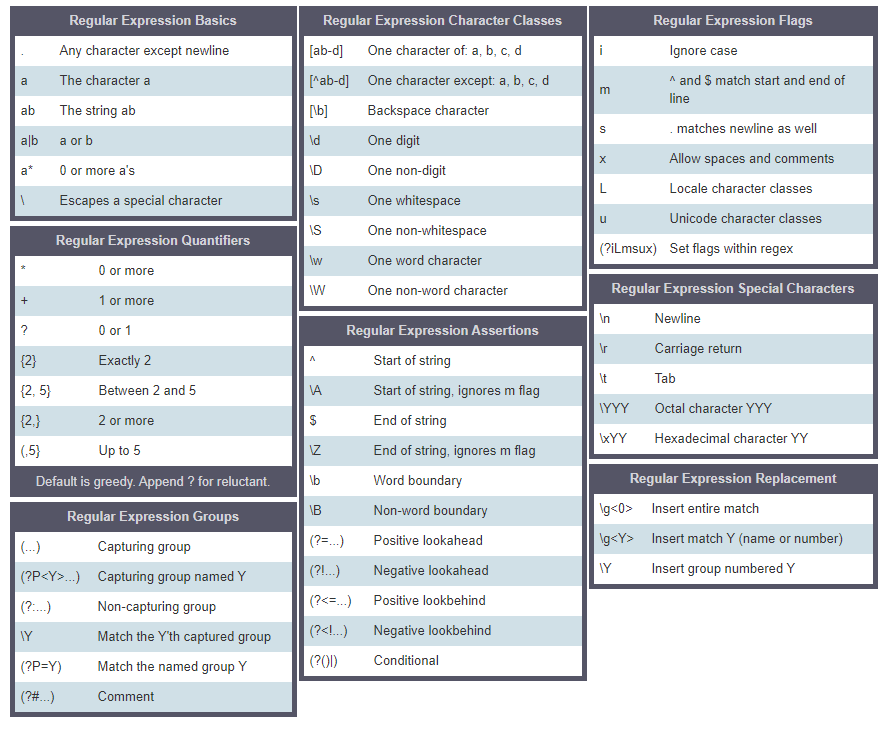 Regular Expression Basics
. Any character except newline
a The character a
ab The string ab
a|b a or b
a* 0 or more a's
\ Escapes a special character
Regular Expression Quantifiers
* 0 or more
+ 1 or more
? 0 or 1
{2} Exactly 2
{2, 5} Between 2 and 5
{2,} 2 or more
(,5} Up to 5
Default is greedy. Append ? for reluctant.
Regular Expression Groups
(...) Capturing group
(?P<Y>...) Capturing group named Y
(?:...) Non-capturing group
\Y Match the Y'th captured group
(?P=Y) Match the named group Y
(?#...) Comment
Regular Expression Character Classes
[ab-d] One character of: a, b, c, d
[^ab-d] One character except: a, b, c, d
[\b] Backspace character
\d One digit
\D One non-digit
\s One whitespace
\S One non-whitespace
\w One word character
\W One non-word character
Regular Expression Assertions
^ Start of string
\A Start of string, ignores m flag
$ End of string
\Z End of string, ignores m flag
\b Word boundary
\B Non-word boundary
(?=...) Positive lookahead
(?!...) Negative lookahead
(?<=...) Positive lookbehind
(?<!...) Negative lookbehind
(?()|) Conditional
Regular Expression Flags
i Ignore case
m ^ and $ match start and end of
line
s . matches newline as well
x Allow spaces and comments
L Locale character classes
u Unicode character classes
(?iLmsux) Set flags within regex
Regular Expression Special Characters
\n Newline
\r Carriage return
\t Tab
\YYY Octal character YYY
\xYY Hexadecimal character YY
Regular Expression Replacement
\g<0> Insert entire match
\g<Y> Insert match Y (name or number)
\Y Insert group numbered Y